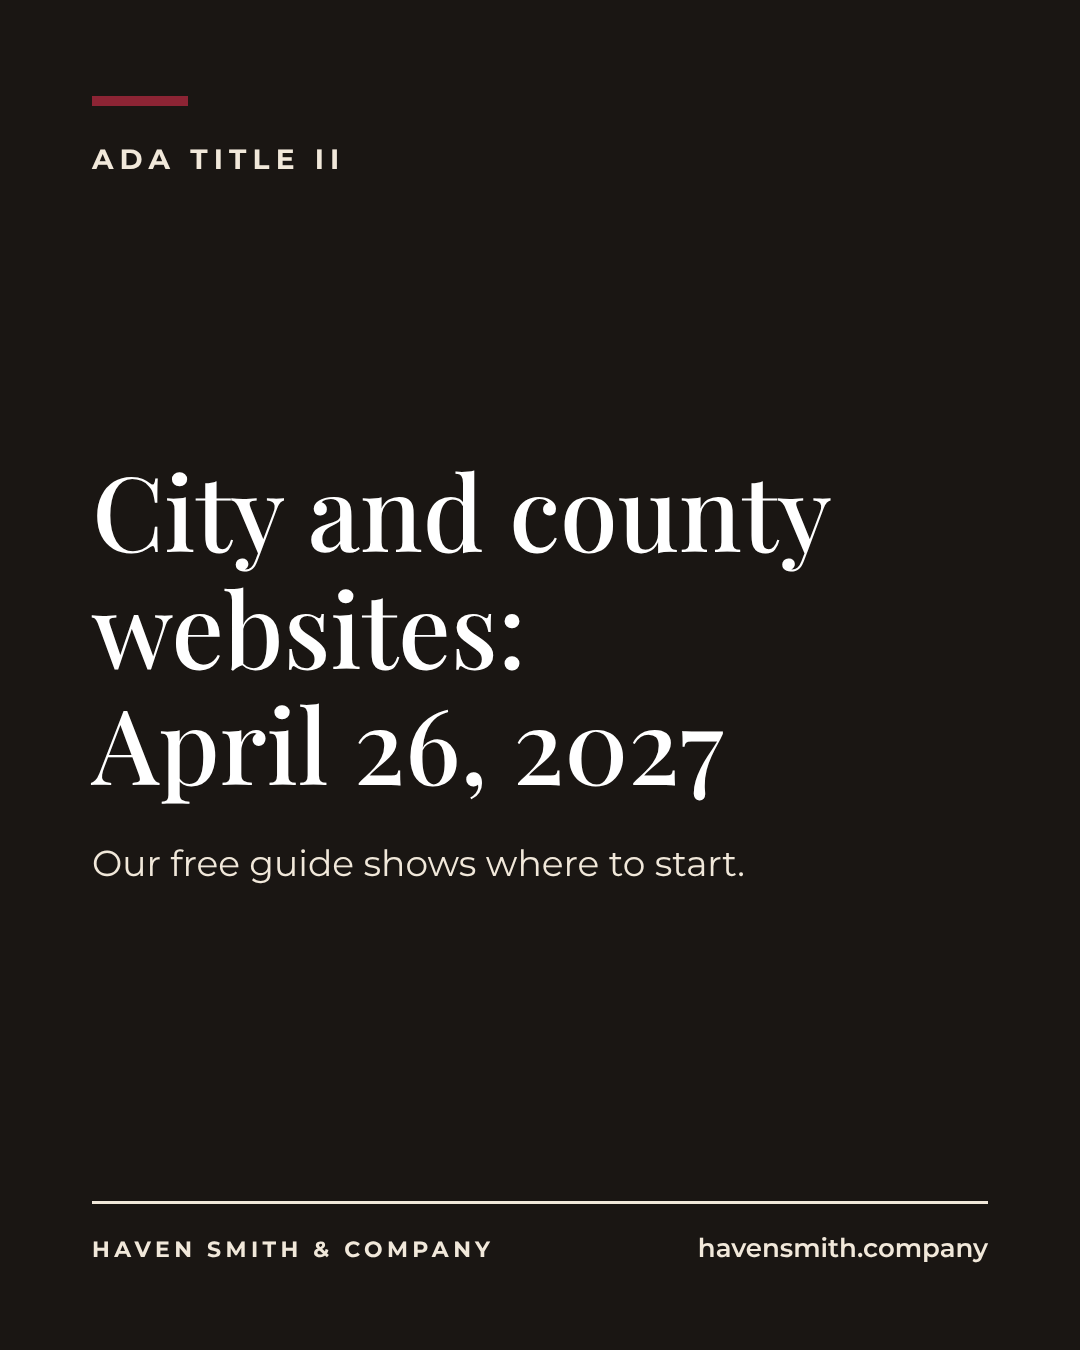 ADA TITLE II
City and county
websites:
April 26, 2027
Our free guide shows where to start.
HAVEN SMITH & COMPANY
havensmith.company